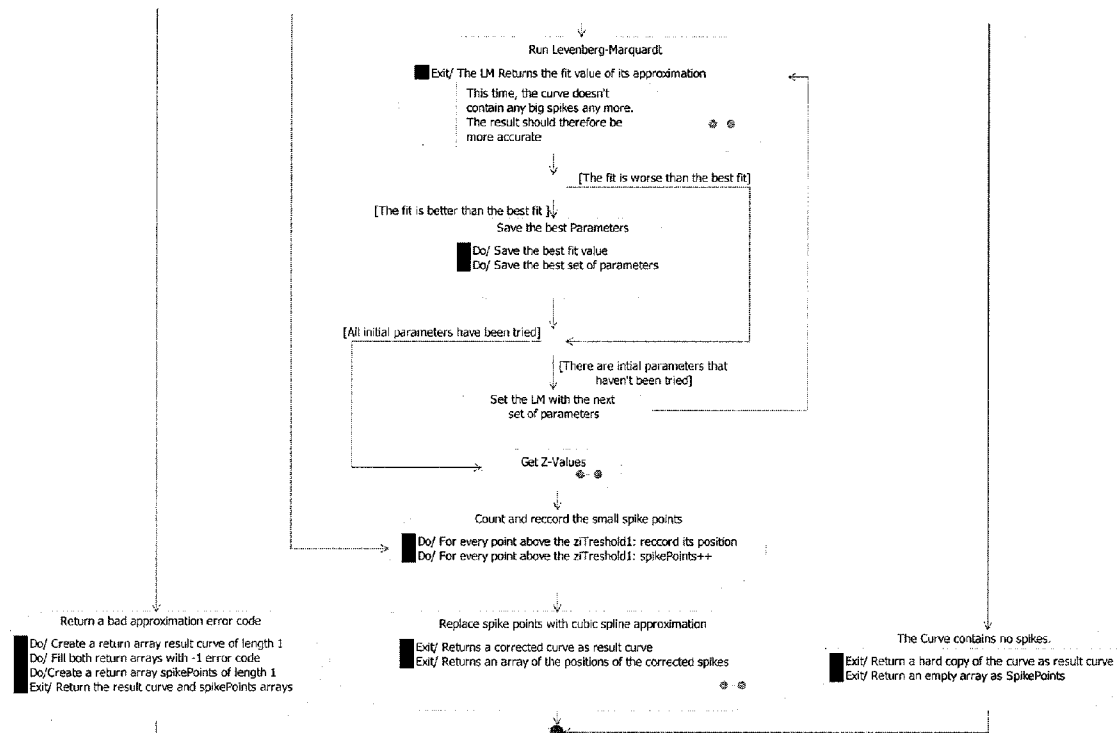 Run Levenberg-Marquardt
Exit/ The LM Returns the fit value of its approximation
This time, the curve doesn't
contain any big spikes any more.
The result should therefore be
more accurate
[The fit is worse than the best fit]
[The fit is better than the best fit ]
Save the best Parameters
Do/ Save the best fit value
Do/ Save the best set of parameters
[All initial parameters have been tried]
[There are intial parameters that
haven't been tried]
Set the LM with the next
set of parameters
Get Z-Values
Count and reccord the small spike points
Do/ For every point above the ziTreshold1: reccord its position
Do/ For every point above the ziTreshold1: spikePoints++
Return a bad approximation error code
Do/ Create a return array result curve of length 1
Do/ Fill both return arrays with -1 error code
Do/Create a return array spikePoints of length 1
Exit/ Return the result curve and spikePoints arrays
Replace spike points with cubic spline approximation
Exit/ Returns a corrected curve as result curve
Exit/ Returns an array of the positions of the corrected spikes
The Curve contains no spikes.
Exit/ Return a hard copy of the curve as result curve
Exit/ Return an empty array as SpikePoints